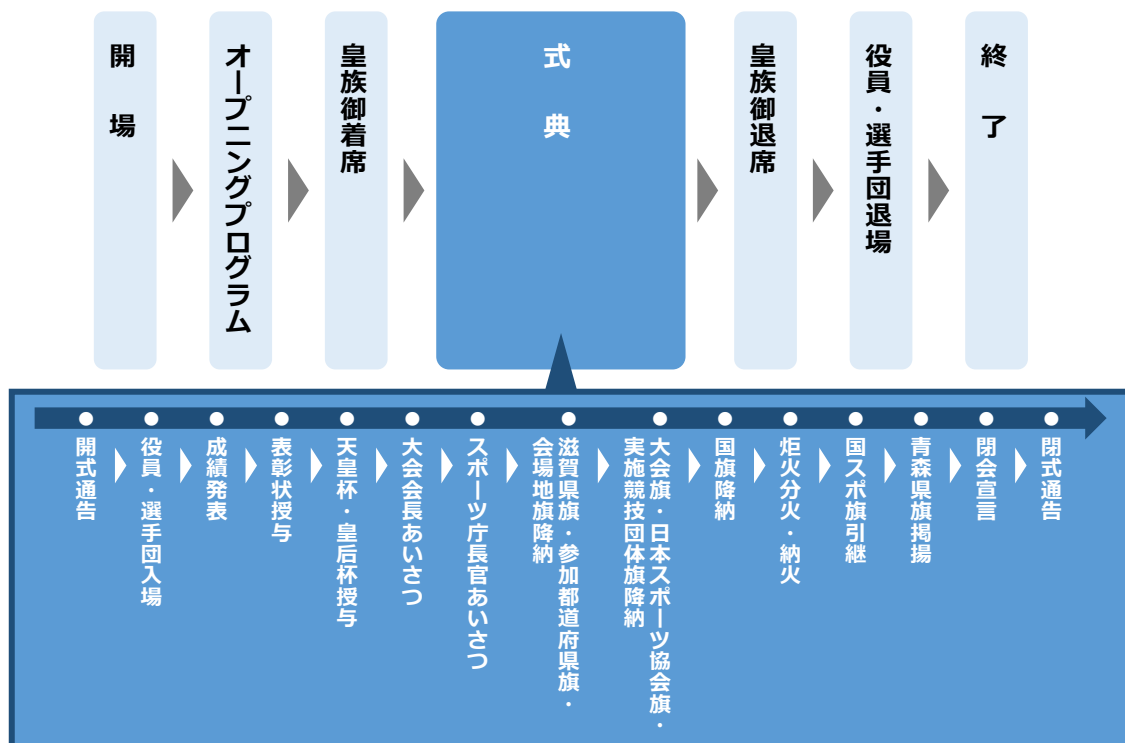 開場
オープニングプログラム
皇族御着席
式典
皇族御退席
役員・選手団退場
終了
開式通告
役員・選手団入場
成績発表
表彰状授与
天皇杯・皇后杯授与
大会会長あいさつ
スポーツ庁長官あいさつ
滋賀県旗・参加都道府県旗・
会場地旗降納
大会旗・日本スポーツ協会旗・
実施競技団体旗降納
国旗降納
炬火分火・納火
国スポ旗引継
青森県旗掲揚
閉会宣言
閉式通告